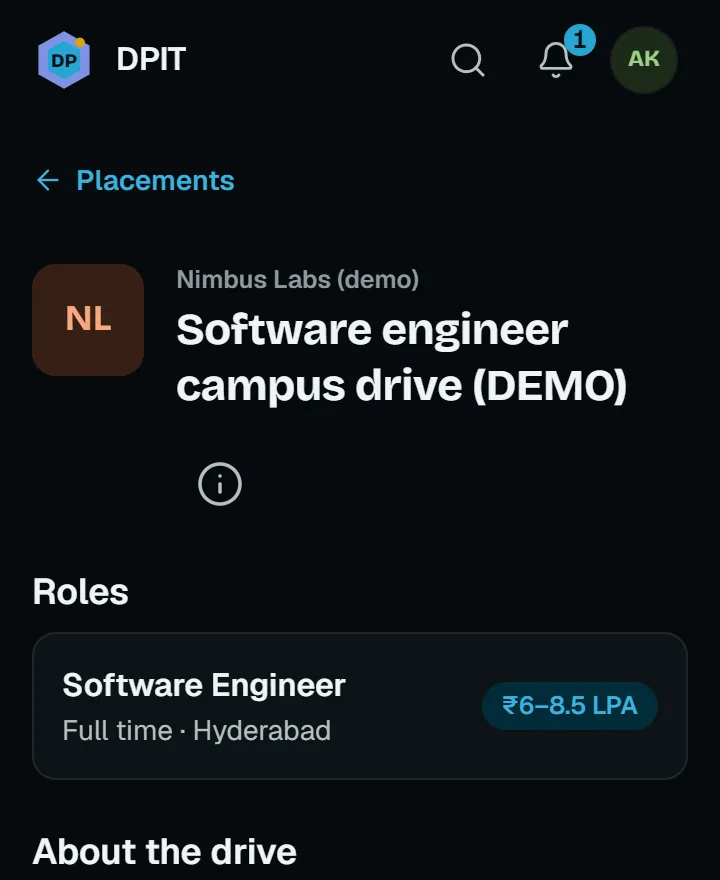 DP DPIT 1 AK
Placements
NL
Nimbus Labs (demo)
Software engineer
campus drive (DEMO)
Roles
Software Engineer
Full time · Hyderabad
₹6–8.5 LPA
About the drive